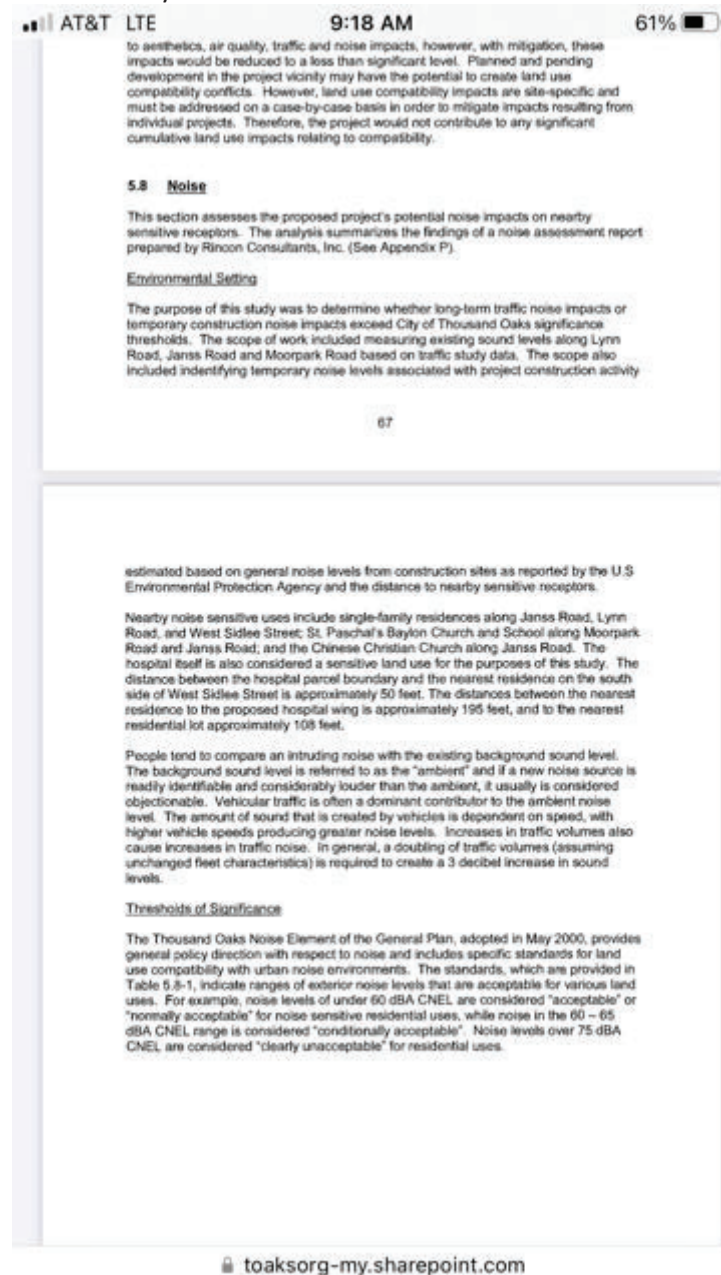 AT&T LTE 9:18 AM 61%
to aesthetics, air quality, traffic and noise impacts, however, with mitigation, these
impacts would be reduced to a less than significant level. Planned and pending
development in the project vicinity may have the potential to create land use
compatibility conflicts. However, land use compatibility impacts are site-specific and
must be addressed on a case-by-case basis in order to mitigate impacts resulting from
individual projects. Therefore, the project would not contribute to any significant
cumulative land use impacts relating to compatibility.
5.8 Noise
This section assesses the proposed project's potential noise impacts on nearby
sensitive receptors. The analysis summarizes the findings of a noise assessment report
prepared by Rincon Consultants, Inc. (See Appendix P).
Environmental Setting
The purpose of this study was to determine whether long-term traffic noise impacts or
temporary construction noise impacts exceed City of Thousand Oaks significance
thresholds. The scope of work included measuring existing sound levels along Lynn
Road, Janss Road and Moorpark Road based on traffic study data. The scope also
included indentifying temporary noise levels associated with project construction activity
67
estimated based on general noise levels from construction sites as reported by the U.S
Environmental Protection Agency and the distance to nearby sensitive receptors.
Nearby noise sensitive uses include single-family residences along Janss Road, Lynn
Road, and West Sidlee Street; St. Paschal's Baylon Church and School along Moorpark
Road and Janss Road; and the Chinese Christian Church along Janss Road. The
hospital itself is also considered a sensitive land use for the purposes of this study. The
distance between the hospital parcel boundary and the nearest residence on the south
side of West Sidlee Street is approximately 50 feet. The distances between the nearest
residence to the proposed hospital wing is approximately 195 feet, and to the nearest
residential lot approximately 108 feet.
People tend to compare an intruding noise with the existing background sound level.
The background sound level is referred to as the "ambient" and if a new noise source is
readily identifiable and considerably louder than the ambient, it usually is considered
objectionable. Vehicular traffic is often a dominant contributor to the ambient noise
level. The amount of sound that is created by vehicles is dependent on speed, with
higher vehicle speeds producing greater noise levels. Increases in traffic volumes also
cause increases in traffic noise. In general, a doubling of traffic volumes (assuming
unchanged fleet characteristics) is required to create a 3 decibel increase in sound
levels.
Thresholds of Significance
The Thousand Oaks Noise Element of the General Plan, adopted in May 2000, provides
general policy direction with respect to noise and includes specific standards for land
use compatibility with urban noise environments. The standards, which are provided in
Table 5.8-1, indicate ranges of exterior noise levels that are acceptable for various land
uses. For example, noise levels of under 60 dBA CNEL are considered "acceptable" or
"normally acceptable" for noise sensitive residential uses, while noise in the 60 – 65
dBA CNEL range is considered "conditionally acceptable". Noise levels over 75 dBA
CNEL are considered "clearly unacceptable" for residential uses.
toaksorg-my.sharepoint.com